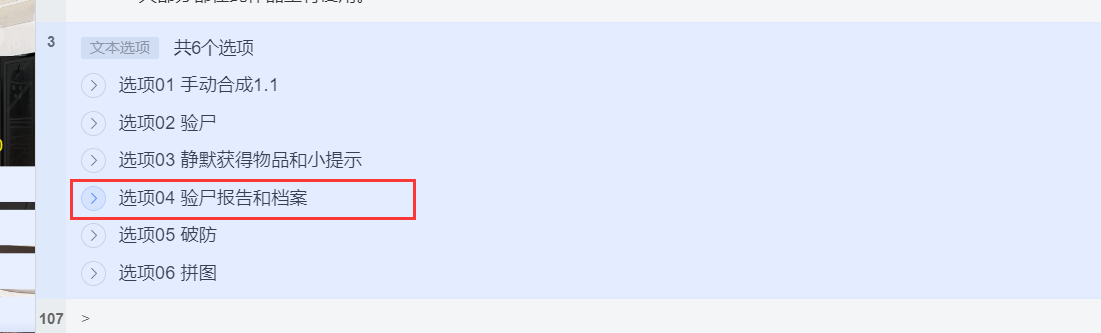 3
文本选项 共6个选项
选项01 手动合成1.1
选项02 验尸
选项03 静默获得物品和小提示
选项04 验尸报告和档案
选项05 破防
选项06 拼图
107 >